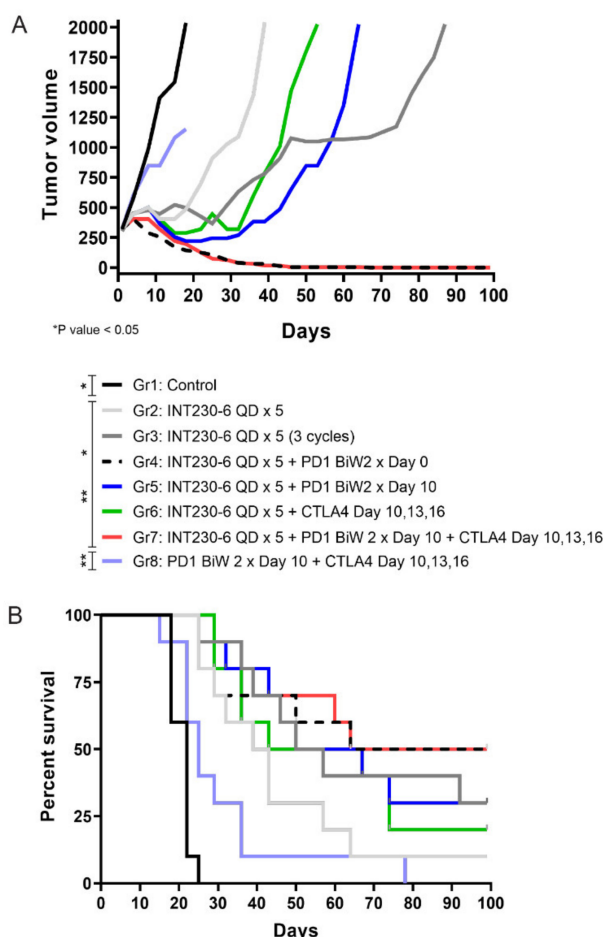 A
Tumor volume
2000
1750
1500
1250
1000
750
500
250
0
0 10 20 30 40 50 60 70 80 90 100
Days
*P value < 0.05
* Gr1: Control
Gr2: INT230-6 QD x 5
Gr3: INT230-6 QD x 5 (3 cycles)
* Gr4: INT230-6 QD x 5 + PD1 BiW2 x Day 0
Gr5: INT230-6 QD x 5 + PD1 BiW2 x Day 10
** Gr6: INT230-6 QD x 5 + CTLA4 Day 10,13,16
Gr7: INT230-6 QD x 5 + PD1 BiW 2 x Day 10 + CTLA4 Day 10,13,16
** Gr8: PD1 BiW 2 x Day 10 + CTLA4 Day 10,13,16
B
Percent survival
100
75
50
25
0
0 10 20 30 40 50 60 70 80 90 100
Days